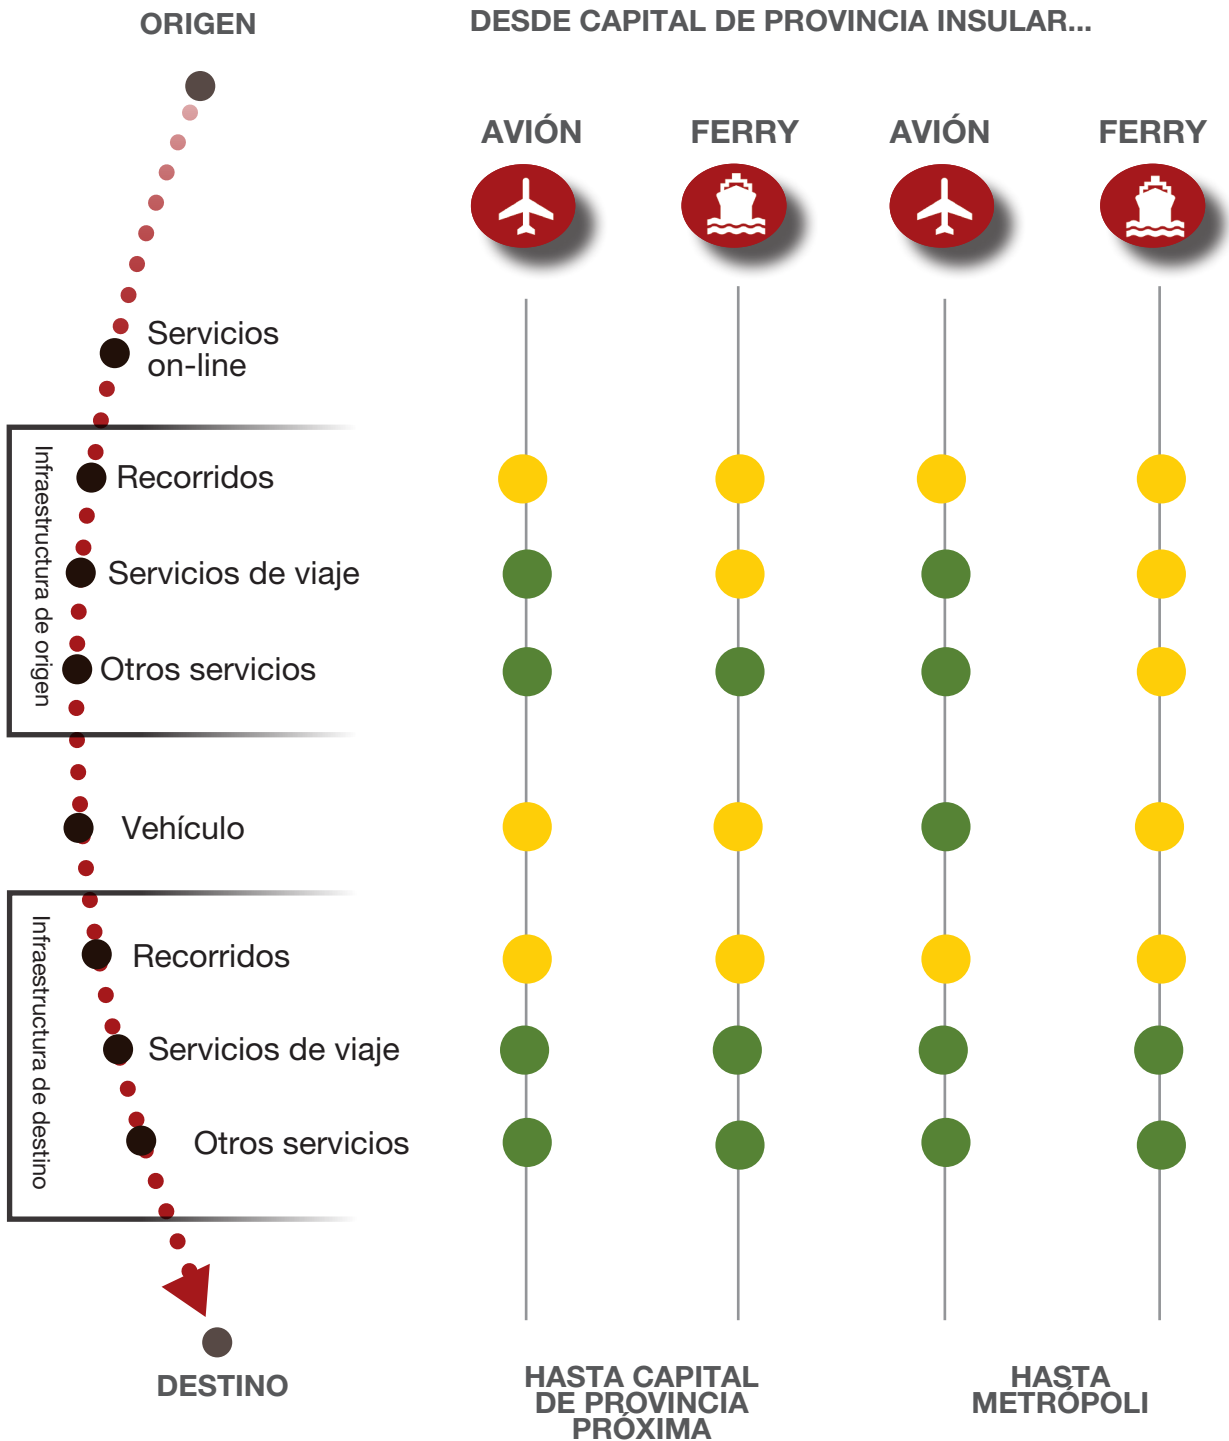 ORIGEN
DESDE CAPITAL DE PROVINCIA INSULAR...
AVIÓN
FERRY
AVIÓN
FERRY
Servicios
on-line
Infraestructura de origen
Recorridos
Servicios de viaje
Otros servicios
Vehículo
Infraestructura de destino
Recorridos
Servicios de viaje
Otros servicios
DESTINO
HASTA CAPITAL
DE PROVINCIA
PRÓXIMA
HASTA
METRÓPOLI